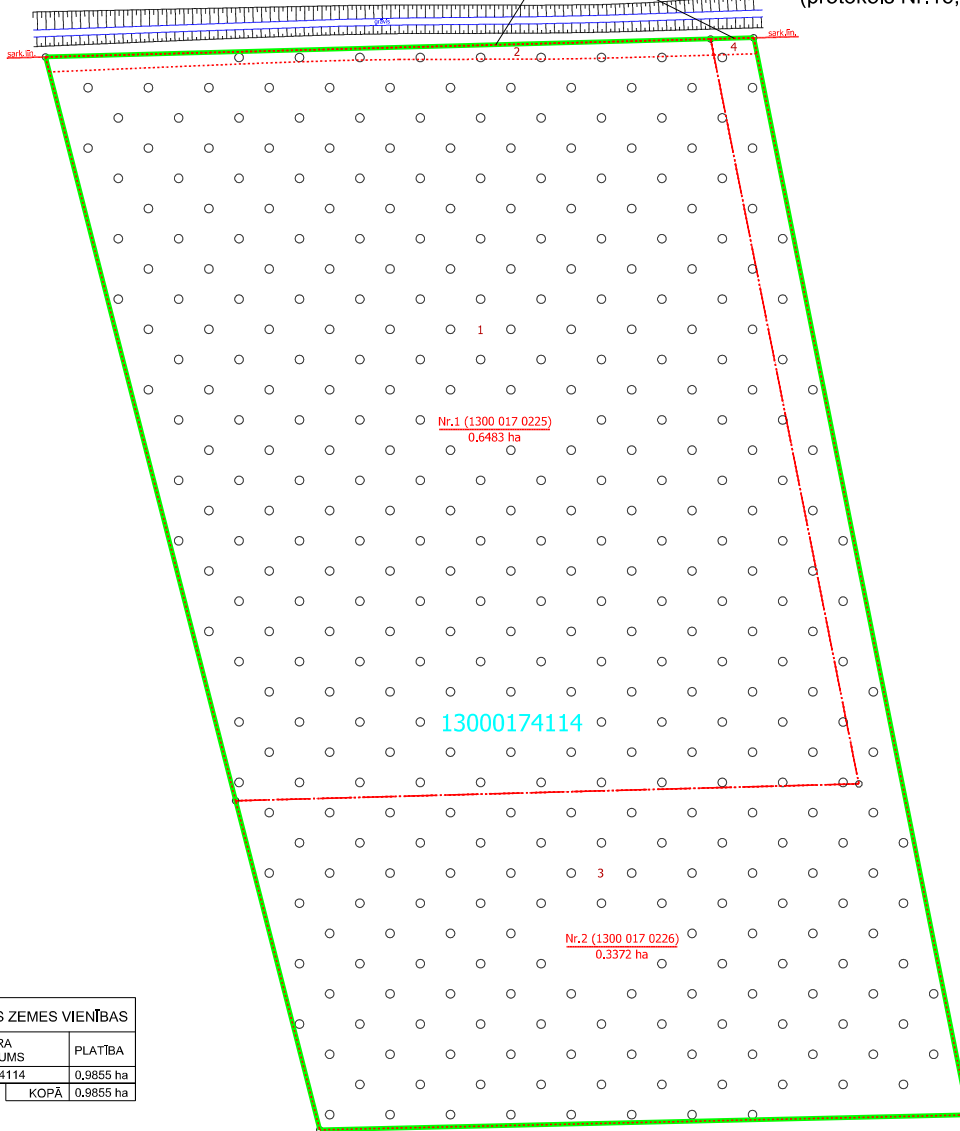 (protokols Nr.
grāvis
sark.līn.
sark.līn.
2
4
1
Nr.1 (1300 017 0225)
0.6483 ha
13000174114
3
Nr.2 (1300 017 0226)
0.3372 ha
S ZEMES VIENĪBAS
RA
UMS
PLATĪBA
4114
0.9855 ha
KOPĀ
0.9855 ha